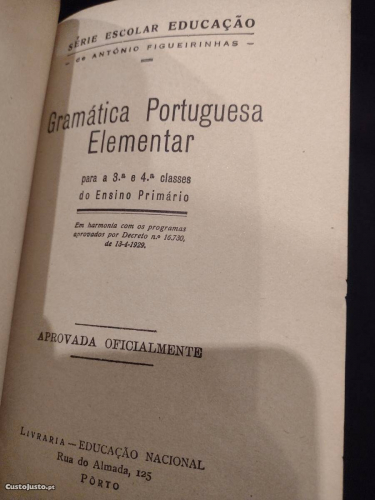 SÉRIE ESCOLAR EDUCAÇÃO
— de ANTÓNIO FIGUEIRINHAS —
Gramática Portuguesa
Elementar
para a 3.ª e 4.ª classes
do Ensino Primário
Em harmonia com os programas
aprovados por Decreto n.º 16.730,
de 13-4-1929.
APROVADA OFICIALMENTE
LIVRARIA — EDUCAÇÃO NACIONAL
Rua do Almada, 125
PÔRTO
CustoJusto.pt